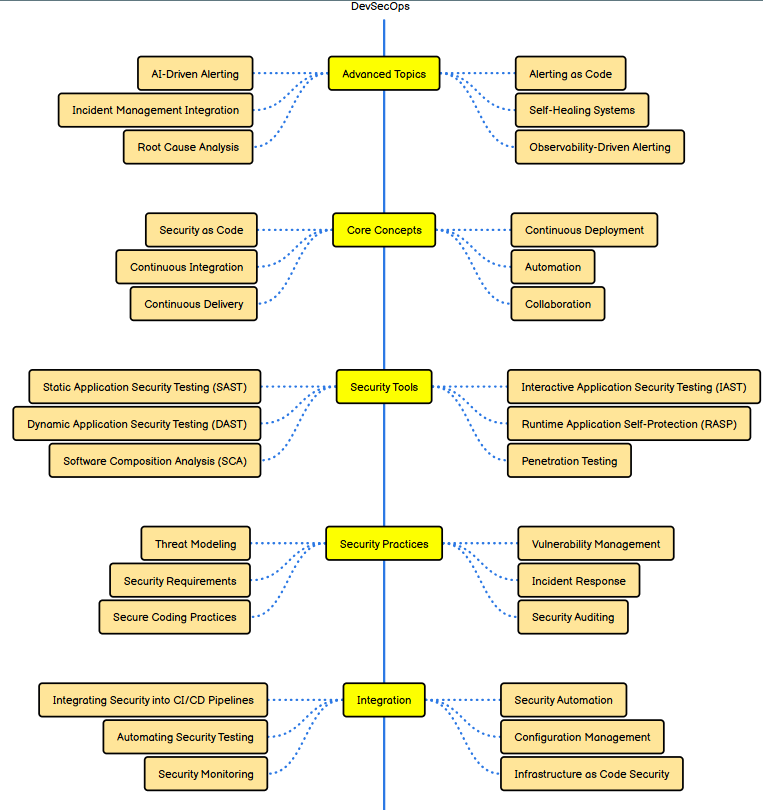 DevSecOps
AI-Driven Alerting
Advanced Topics
Alerting as Code
Incident Management Integration
Self-Healing Systems
Root Cause Analysis
Observability-Driven Alerting
Security as Code
Core Concepts
Continuous Deployment
Continuous Integration
Automation
Continuous Delivery
Collaboration
Static Application Security Testing (SAST)
Security Tools
Interactive Application Security Testing (IAST)
Dynamic Application Security Testing (DAST)
Runtime Application Self-Protection (RASP)
Software Composition Analysis (SCA)
Penetration Testing
Threat Modeling
Security Practices
Vulnerability Management
Security Requirements
Incident Response
Secure Coding Practices
Security Auditing
Integrating Security into CI/CD Pipelines
Integration
Security Automation
Automating Security Testing
Configuration Management
Security Monitoring
Infrastructure as Code Security